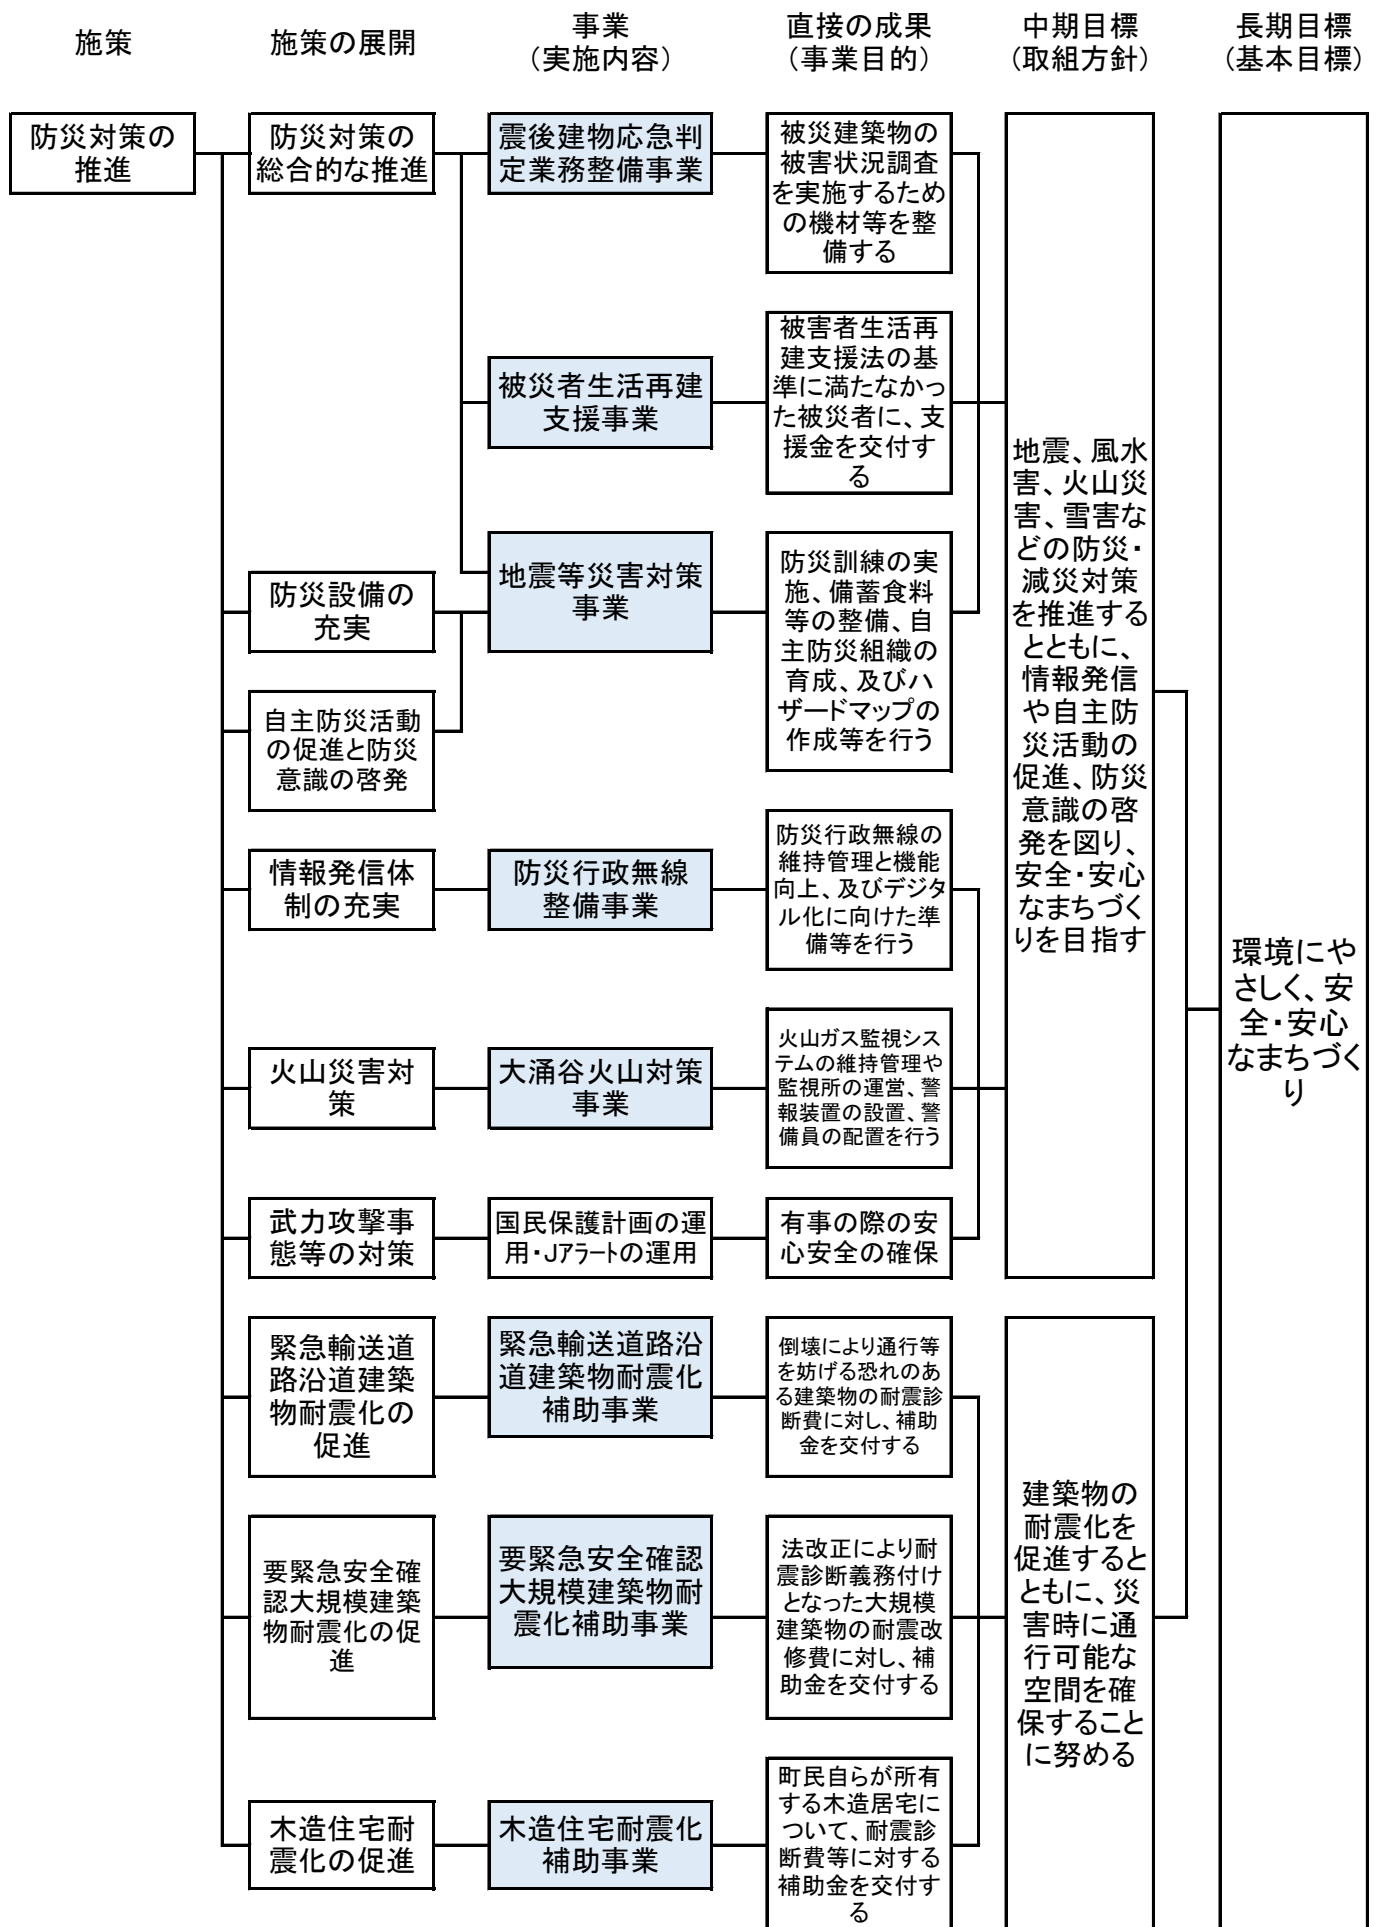 施策
施策の展開
事業
（実施内容）
直接の成果
（事業目的）
中期目標
（取組方針）
長期目標
（基本目標）
防災対策の
推進
防災対策の
総合的な推進
震後建物応急判
定業務整備事業
被災建築物の
被害状況調査
を実施するため
の機材等を整
備する
被災者生活再建
支援事業
被害者生活再
建支援法の基
準に満たなかっ
た被災者に、支
援金を交付す
る
防災設備の
充実
地震等災害対策
事業
防災訓練の実
施、備蓄食料
等の整備、自
主防災組織の
育成、及びハ
ザードマップの
作成等を行う
自主防災活動
の促進と防災
意識の啓発
情報発信体
制の充実
防災行政無線
整備事業
防災行政無線の
維持管理と機能
向上、及びデジタ
ル化に向けた準
備等を行う
火山災害対
策
大涌谷火山対策
事業
火山ガス監視シス
テムの維持管理や
監視所の運営、警
報装置の設置、警
備員の配置を行う
武力攻撃事
態等の対策
国民保護計画の運
用・Jアラートの運用
有事の際の安
心安全の確保
地震、風水
害、火山災
害、雪害な
どの防災・
減災対策
を推進する
とともに、
情報発信
や自主防
災活動の
促進、防災
意識の啓
発を図り、
安全・安心
なまちづく
りを目指す
緊急輸送道
路沿道建築
物耐震化の
促進
緊急輸送道路沿
道建築物耐震化
補助事業
倒壊により通行等
を妨げる恐れのあ
る建築物の耐震診
断費に対し、補助
金を交付する
要緊急安全確
認大規模建築
物耐震化の促
進
要緊急安全確認
大規模建築物耐
震化補助事業
法改正により耐
震診断義務付け
となった大規模
建築物の耐震改
修費に対し、補
助金を交付する
木造住宅耐
震化の促進
木造住宅耐震化
補助事業
町民自らが所有
する木造居宅に
ついて、耐震診
断費等に対する
補助金を交付す
る
建築物の
耐震化を
促進すると
ともに、災
害時に通
行可能な
空間を確
保すること
に努める
環境にや
さしく、安
全・安心
なまちづく
り